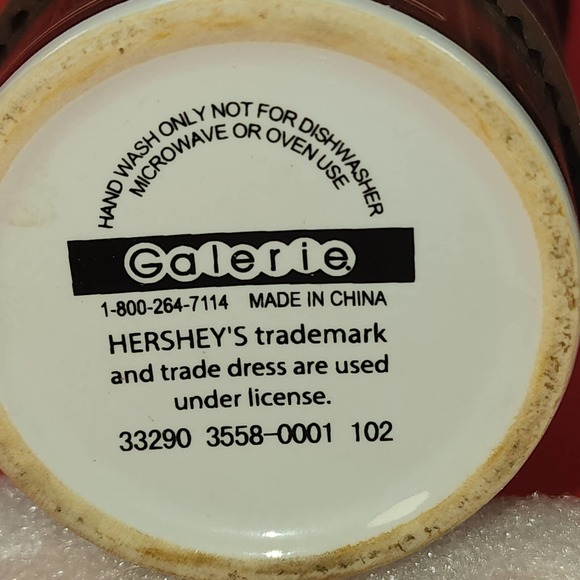 HAND WASH ONLY NOT FOR DISHWASHER
MICROWAVE OR OVEN USE
Galerie
1-800-264-7114 MADE IN CHINA
HERSHEY'S trademark
and trade dress are used
under license.
33290 3558-0001 102